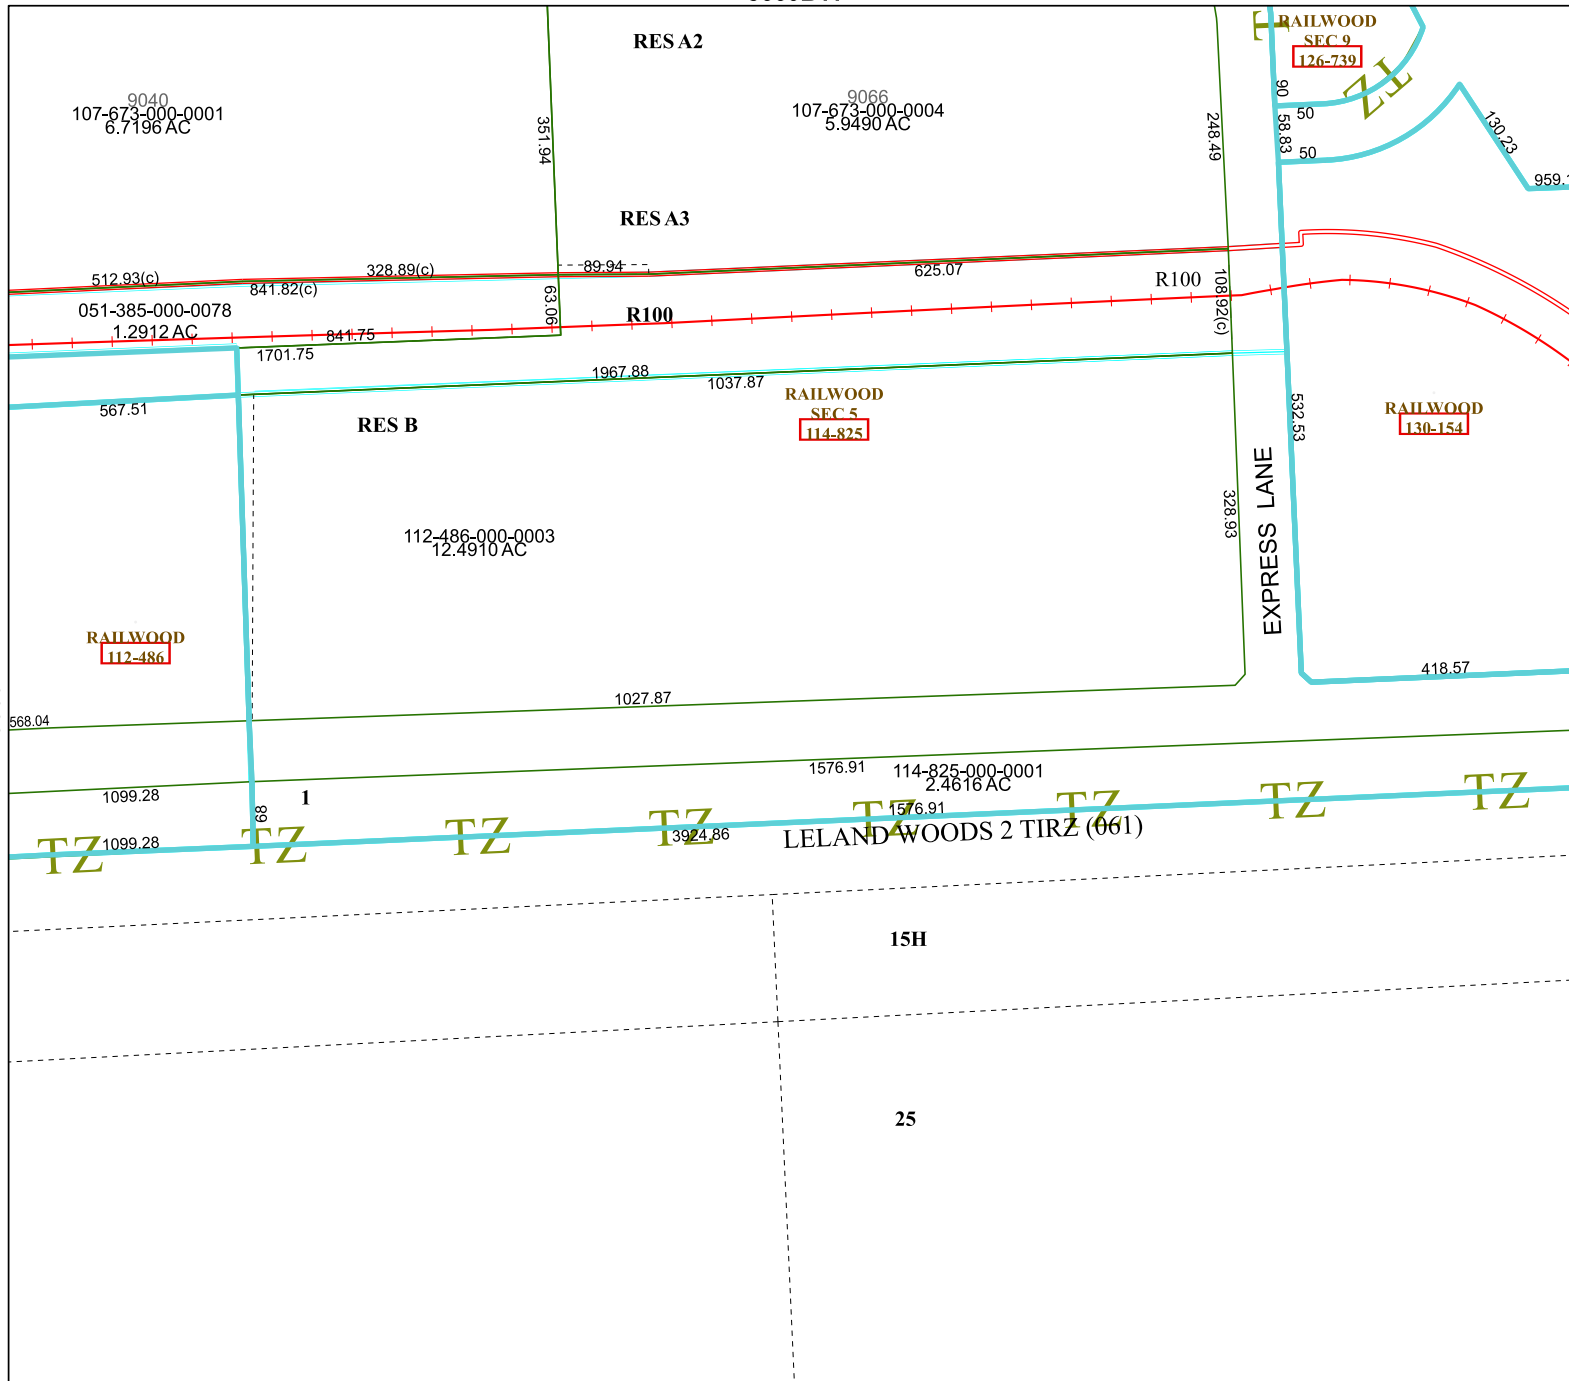 RES A2
RAILWOOD
SEC 9
126-739
T
TZ
9040
107-673-000-0001
6.7196 AC
9066
107-673-000-0004
5.9490 AC
351.94
248.49
90
58.83
50
50
130.23
959.1
RES A3
512.93(c)
328.89(c)
89.94
625.07
841.82(c)
63.06
108.92(c)
R100
R100
051-385-000-0078
1.2912 AC
841.75
1701.75
1967.88
1037.87
567.51
RES B
RAILWOOD
SEC 5
114-825
532.53
RAILWOOD
130-154
EXPRESS LANE
328.93
112-486-000-0003
12.4910 AC
RAILWOOD
112-486
418.57
1027.87
568.04
1576.91
114-825-000-0001
2.4616 AC
1099.28
1
1576.91
1099.28
3924.86
TZ
TZ
TZ
TZ
TZ
TZ
TZ
TZ
LELAND WOODS 2 TIRZ (061)
15H
25